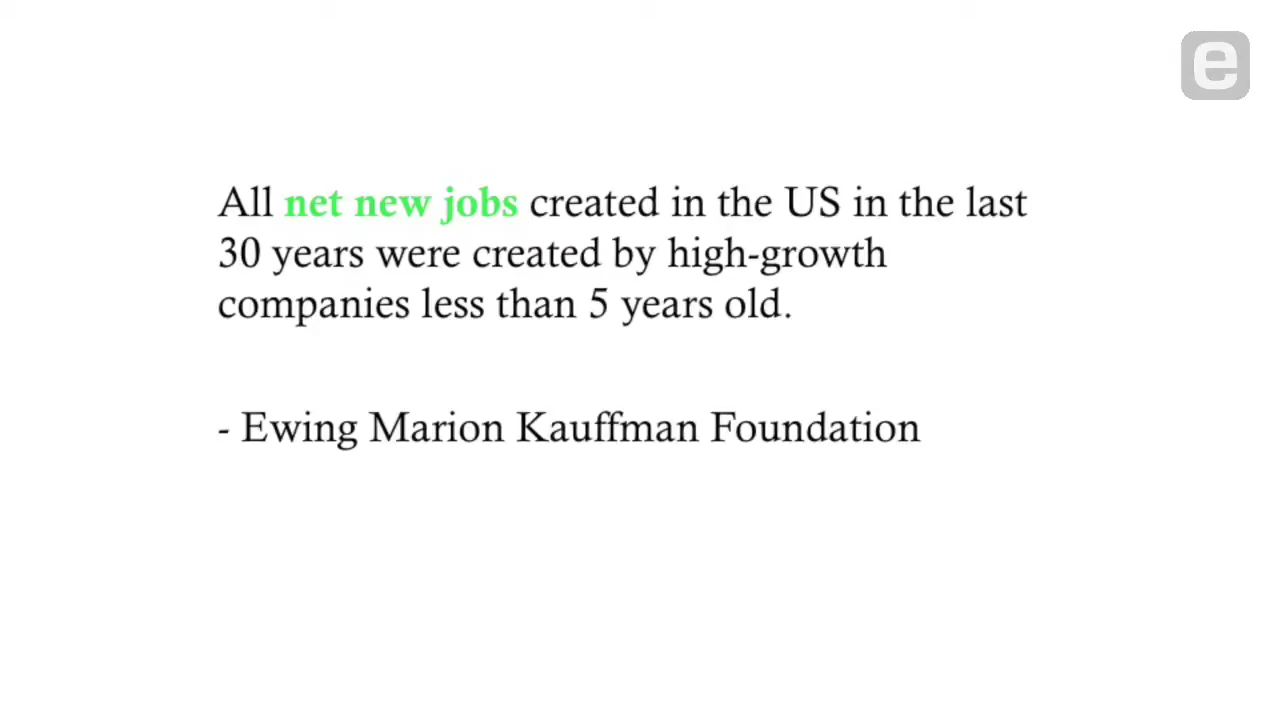 e
All net new jobs created in the US in the last
30 years were created by high-growth
companies less than 5 years old.
- Ewing Marion Kauffman Foundation